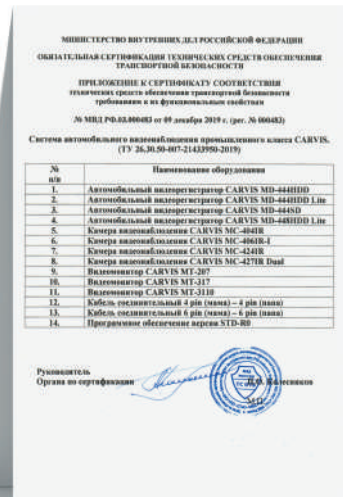 МИНИСТЕРСТВО ВНУТРЕННИХ ДЕЛ РОССИЙСКОЙ ФЕДЕРАЦИИ
ОБЯЗАТЕЛЬНАЯ СЕРТИФИКАЦИЯ ТЕХНИЧЕСКИХ СРЕДСТВ ОБЕСПЕЧЕНИЯ
ТРАНСПОРТНОЙ БЕЗОПАСНОСТИ
ПРИЛОЖЕНИЕ К СЕРТИФИКАТУ СООТВЕТСТВИЯ
технических средств обеспечения транспортной безопасности
требованиям к их функциональным свойствам
№ МВД РФ.03.000483 от 09 декабря 2019 г. (рег. № 000483)
Система автомобильного видеонаблюдения промышленного класса CARVIS.
(ТУ 26.30.50-007-21433950-2019)
№ п/п Наименование оборудования
1. Автомобильный видеорегистратор CARVIS MD-444HDD
2. Автомобильный видеорегистратор CARVIS MD-444HDD Lite
3. Автомобильный видеорегистратор CARVIS MD-444SD
4. Автомобильный видеорегистратор CARVIS MD-448HDD Lite
5. Камера видеонаблюдения CARVIS MC-404IR
6. Камера видеонаблюдения CARVIS MC-406IR-I
7. Камера видеонаблюдения CARVIS MC-424IR
8. Камера видеонаблюдения CARVIS MC-427IR Dual
9. Видеомонитор CARVIS MT-207
10. Видеомонитор CARVIS MT-317
11. Видеомонитор CARVIS MT-3110
12. Кабель соединительный 4 pin (мама) – 4 pin (папа)
13. Кабель соединительный 6 pin (мама) – 6 pin (папа)
14. Программное обеспечение версия STD-R0
Руководитель
Органа по сертификации
М.П.